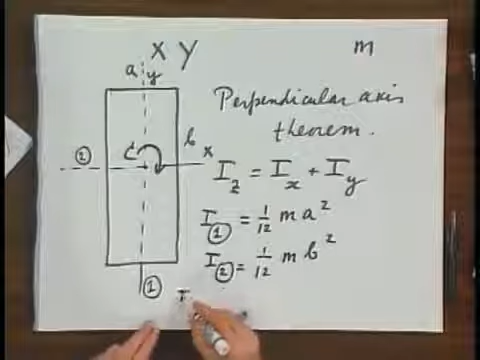 X Y
m
a
y
Perpendicular axis
theorem.
b
②
C
x
I_z = I_x + I_y
I_① = 1/12 m a²
I_② = 1/12 m b²
①
I